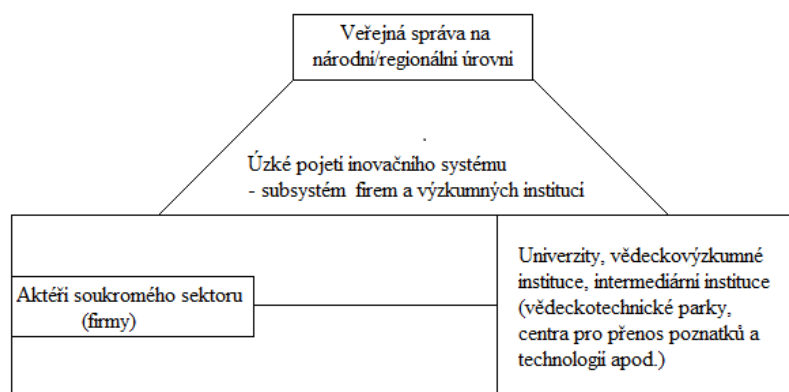 Veřejná správa na
národní/regionální úrovni
Úzké pojetí inovačního systému
- subsystém firem a výzkumných institucí
Univerzity, vědeckovýzkumné
instituce, intermediární instituce
(vědeckotechnické parky,
centra pro přenos poznatků a
technologií apod.)
Aktéři soukromého sektoru
(firmy)